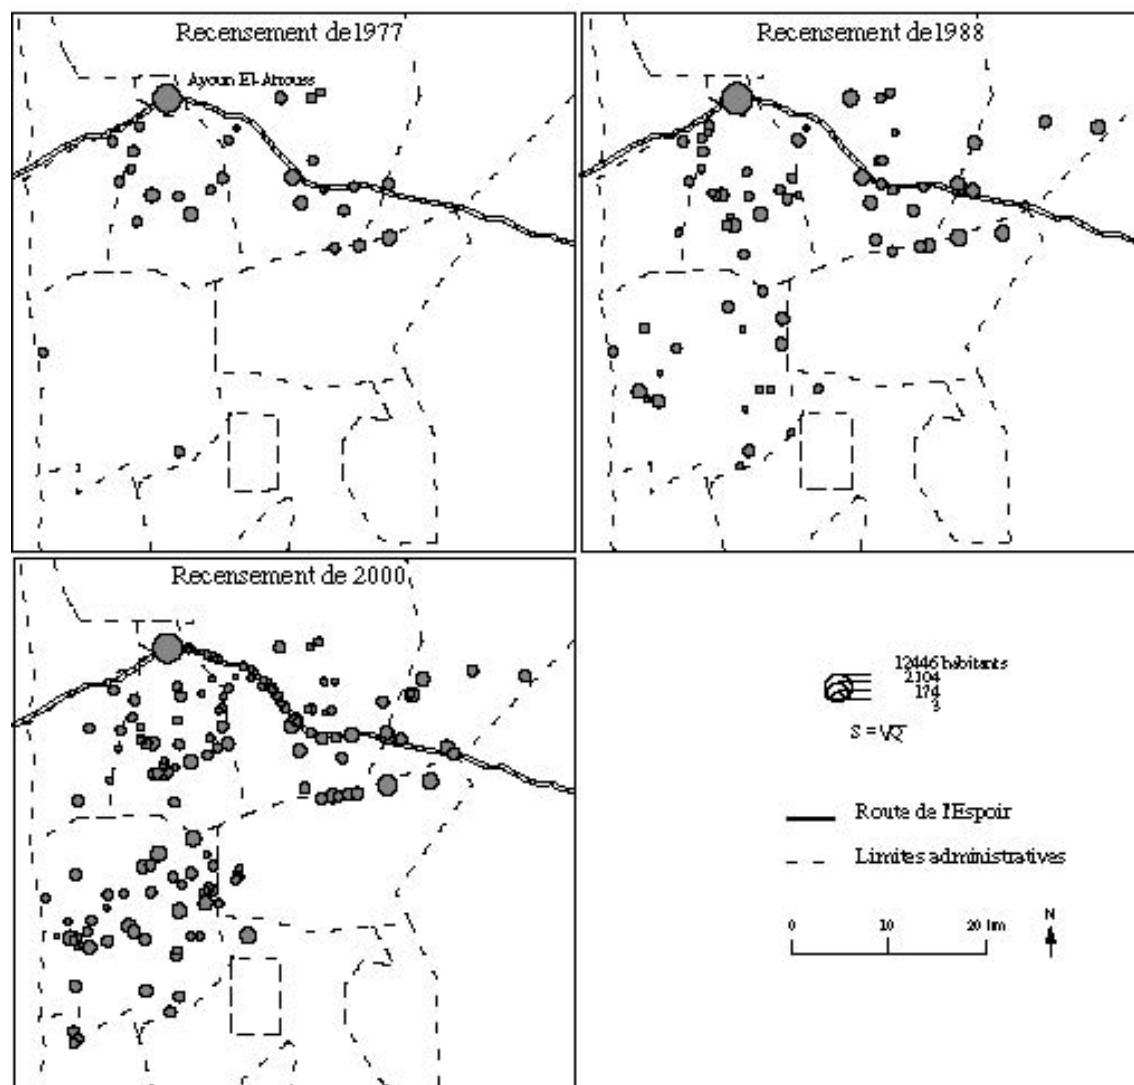 Recensement de1977
Ayoun El-Atrouss
Recensement de1988
Recensement de 2000
12446 habitants
2104
174
3
S = √Q
Route de l'Espoir
Limites administratives
0 10 20 km
N